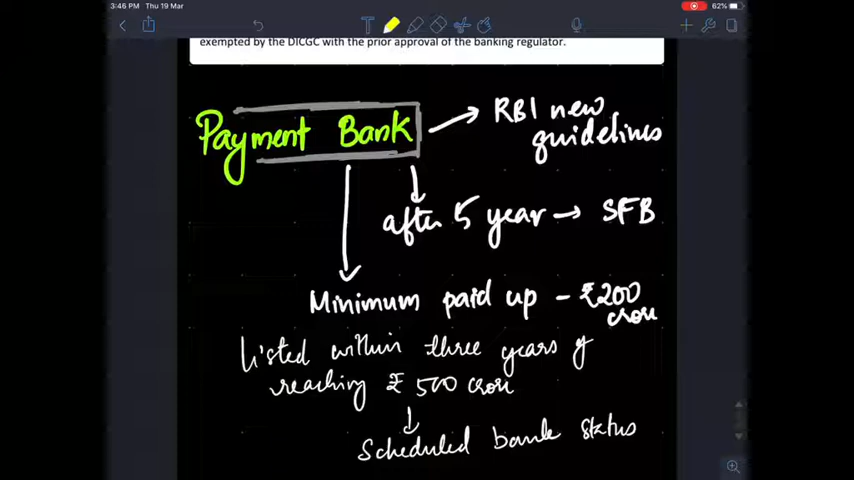 3:46 PM Thu 19 Mar
62%
exempted by the DICGC with the prior approval of the banking regulator.
Payment Bank → RBI new
guidelines
after 5 year → SFB
Minimum paid up - ₹200
crore
Listed within three years of
reaching ₹ 500 crore
Scheduled bank status